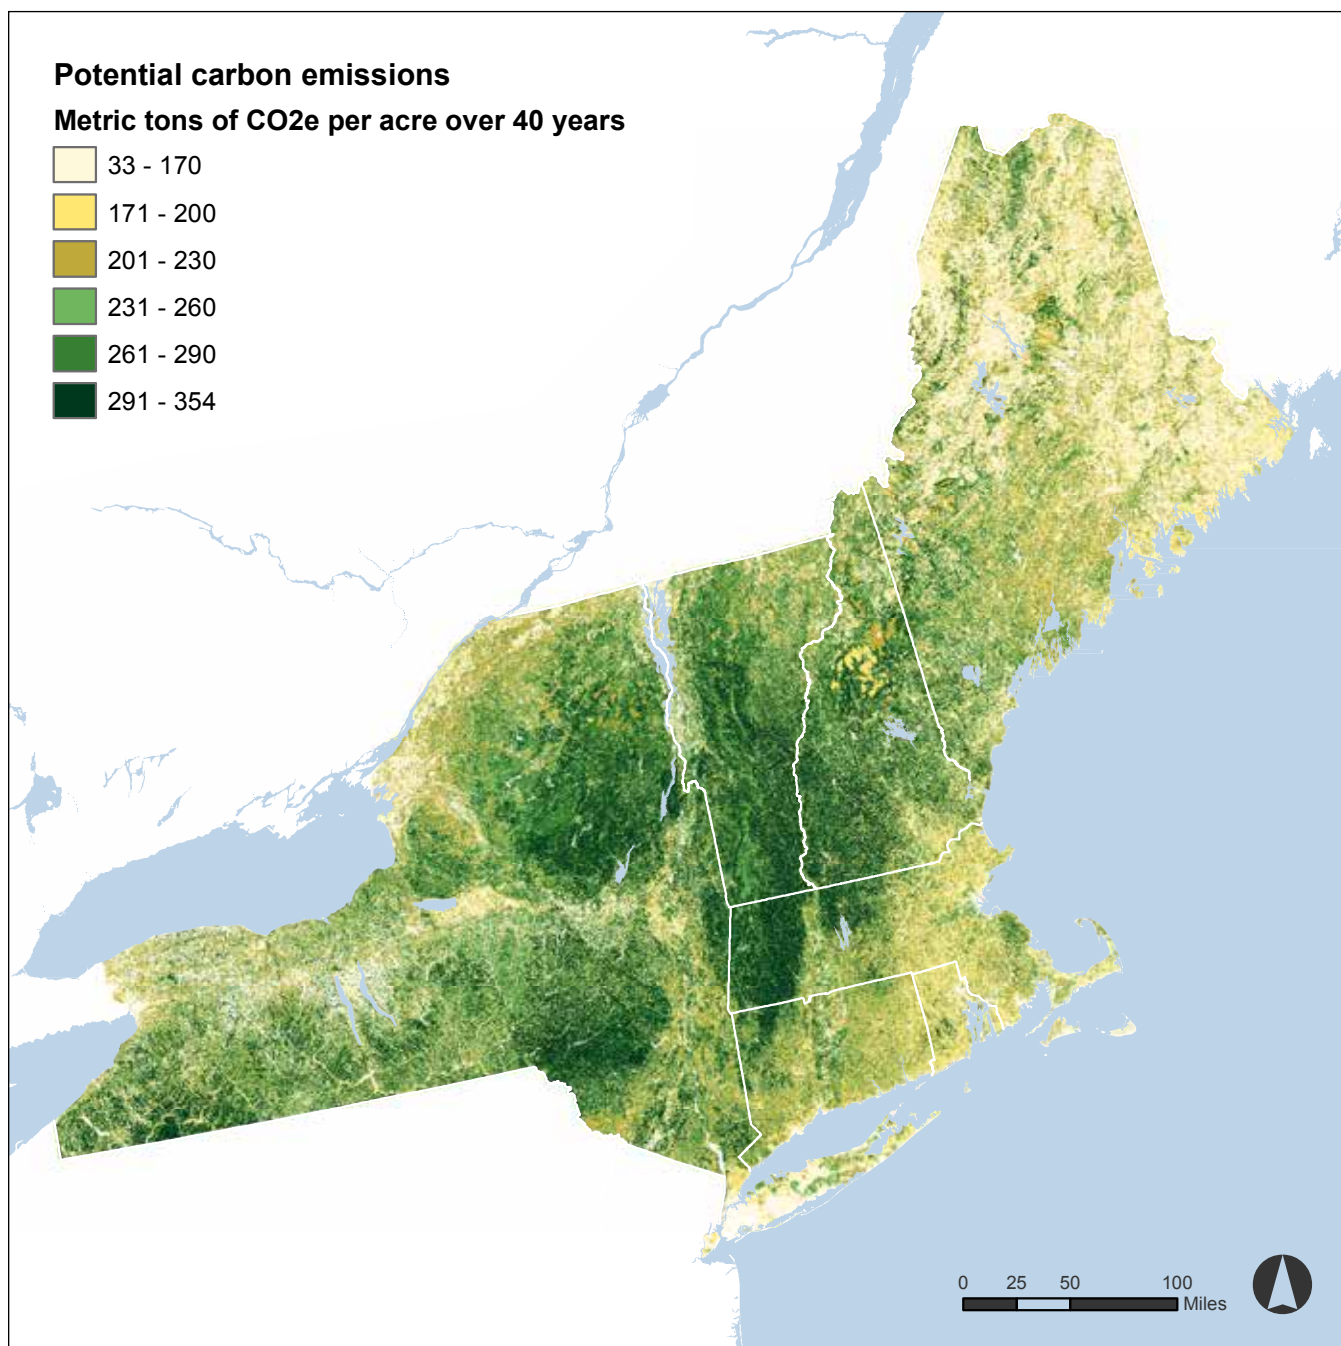 Potential carbon emissions
Metric tons of CO2e per acre over 40 years
33 - 170
171 - 200
201 - 230
231 - 260
261 - 290
291 - 354
0 25 50 100
Miles